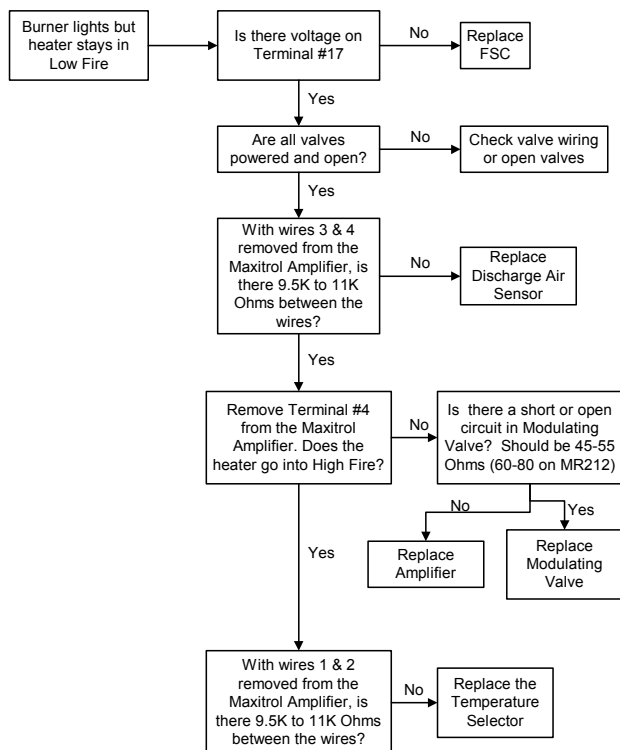 Burner lights but
heater stays in
Low Fire
Is there voltage on
Terminal #17
No
Replace
FSC
Yes
Are all valves
powered and open?
No
Check valve wiring
or open valves
Yes
With wires 3 & 4
removed from the
Maxitrol Amplifier, is
there 9.5K to 11K
Ohms between the
wires?
No
Replace
Discharge Air
Sensor
Yes
Remove Terminal #4
from the Maxitrol
Amplifier. Does the
heater go into High Fire?
No
Is there a short or open
circuit in Modulating
Valve? Should be 45-55
Ohms (60-80 on MR212)
No
Yes
Replace
Amplifier
Replace
Modulating
Valve
Yes
With wires 1 & 2
removed from the
Maxitrol Amplifier, is
there 9.5K to 11K Ohms
between the wires?
No
Replace the
Temperature
Selector